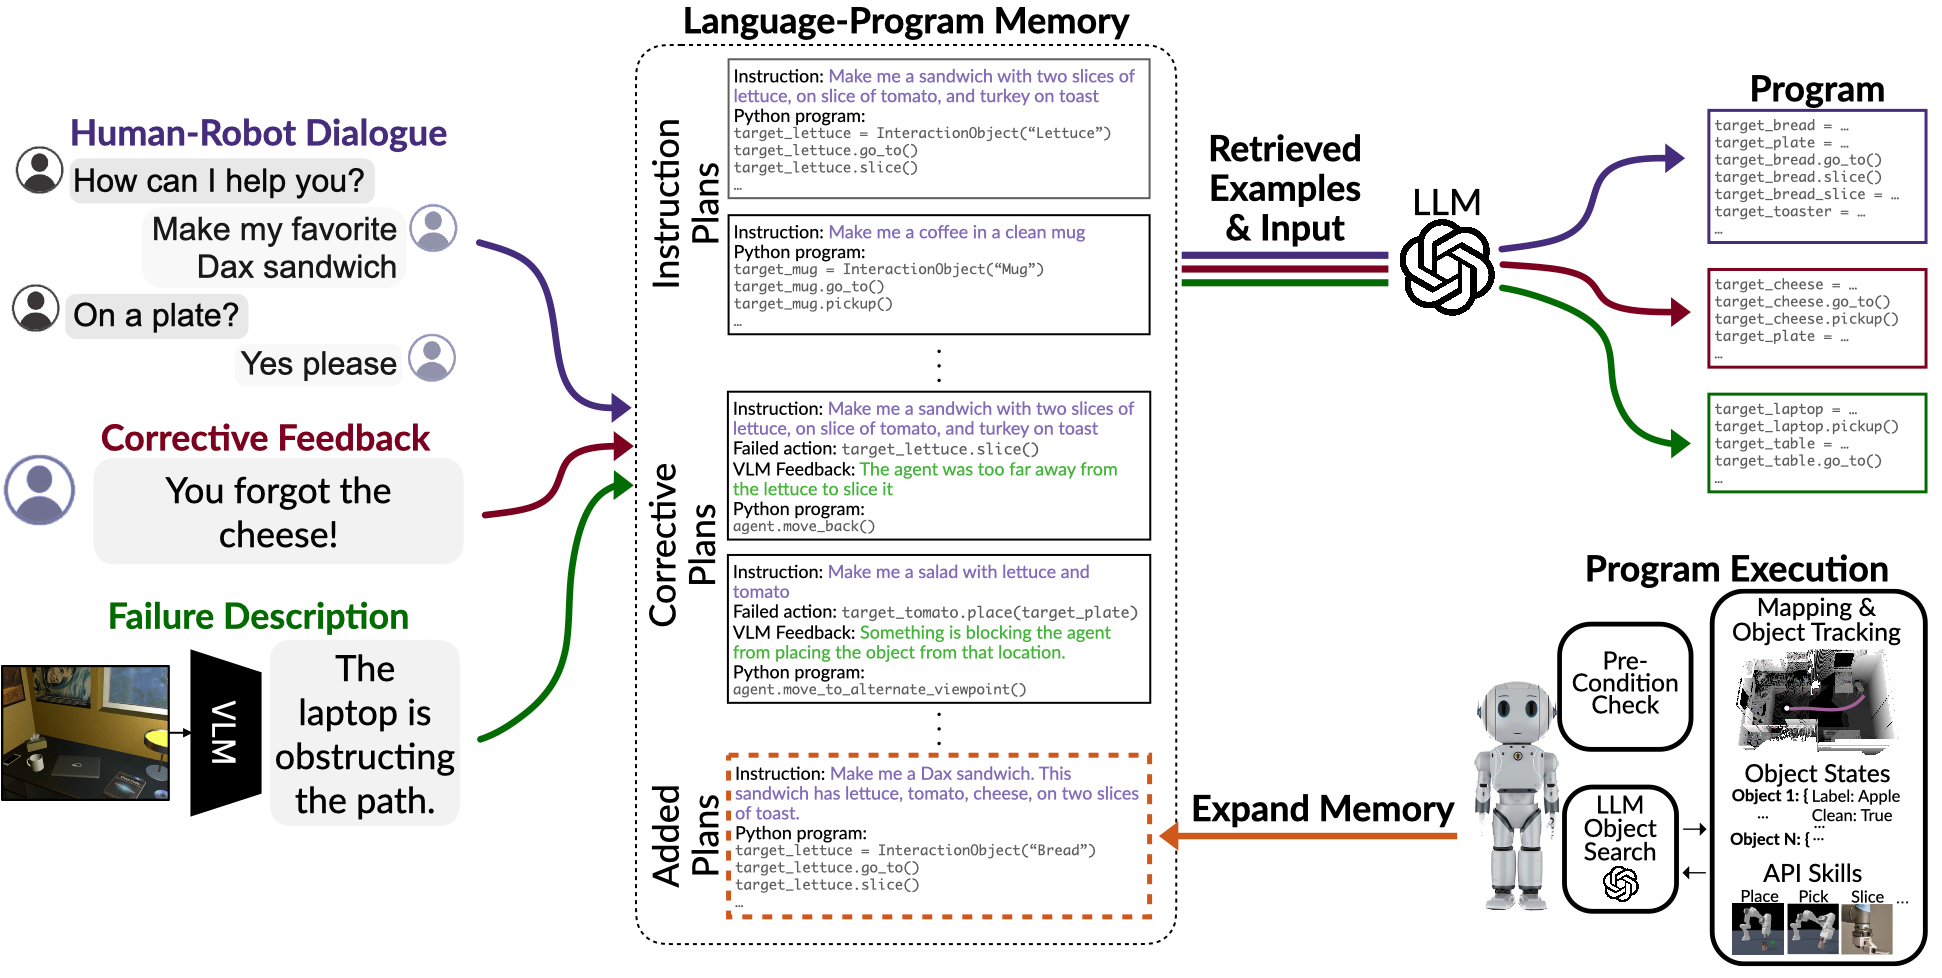 Language-Program Memory
Human-Robot Dialogue
How can I help you?
Make my favorite
Dax sandwich
On a plate?
Yes please
Corrective Feedback
You forgot the
cheese!
Failure Description
VLM
The
laptop is
obstructing
the path.
Instruction
Plans
Instruction: Make me a sandwich with two slices of
lettuce, on slice of tomato, and turkey on toast
Python program:
target_lettuce = InteractionObject(“Lettuce”)
target_lettuce.go_to()
target_lettuce.slice()
…
Instruction: Make me a coffee in a clean mug
Python program:
target_mug = InteractionObject(“Mug”)
target_mug.go_to()
target_mug.pickup()
…
Corrective
Plans
Instruction: Make me a sandwich with two slices of
lettuce, on slice of tomato, and turkey on toast
Failed action: target_lettuce.slice()
VLM Feedback: The agent was too far away from
the lettuce to slice it
Python program:
agent.move_back()
Instruction: Make me a salad with lettuce and
tomato
Failed action: target_tomato.place(target_plate)
VLM Feedback: Something is blocking the agent
from placing the object from that location.
Python program:
agent.move_to_alternate_viewpoint()
Added
Plans
Instruction: Make me a Dax sandwich. This
sandwich has lettuce, tomato, cheese, on two slices
of toast.
Python program:
target_lettuce = InteractionObject(“Bread”)
target_lettuce.go_to()
target_lettuce.slice()
…
Retrieved
Examples
& Input
LLM
Program
target_bread = …
target_plate = …
target_bread.go_to()
target_bread.slice()
target_bread_slice = …
target_toaster = …
…
target_cheese = …
target_cheese.go_to()
target_cheese.pickup()
target_plate = …
…
target_laptop = …
target_laptop.pickup()
target_table = …
target_table.go_to()
…
Expand Memory
Program Execution
Pre-
Condition
Check
LLM
Object
Search
Mapping &
Object Tracking
Object States
Object 1: { Label: Apple
… Clean: True
…
Object N: { …
API Skills
Place Pick Slice …